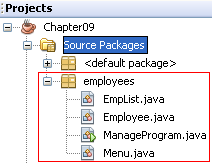 Projects
Chapter09
Source Packages
<default package>
employees
EmpList.java
Employee.java
ManageProgram.java
Menu.java